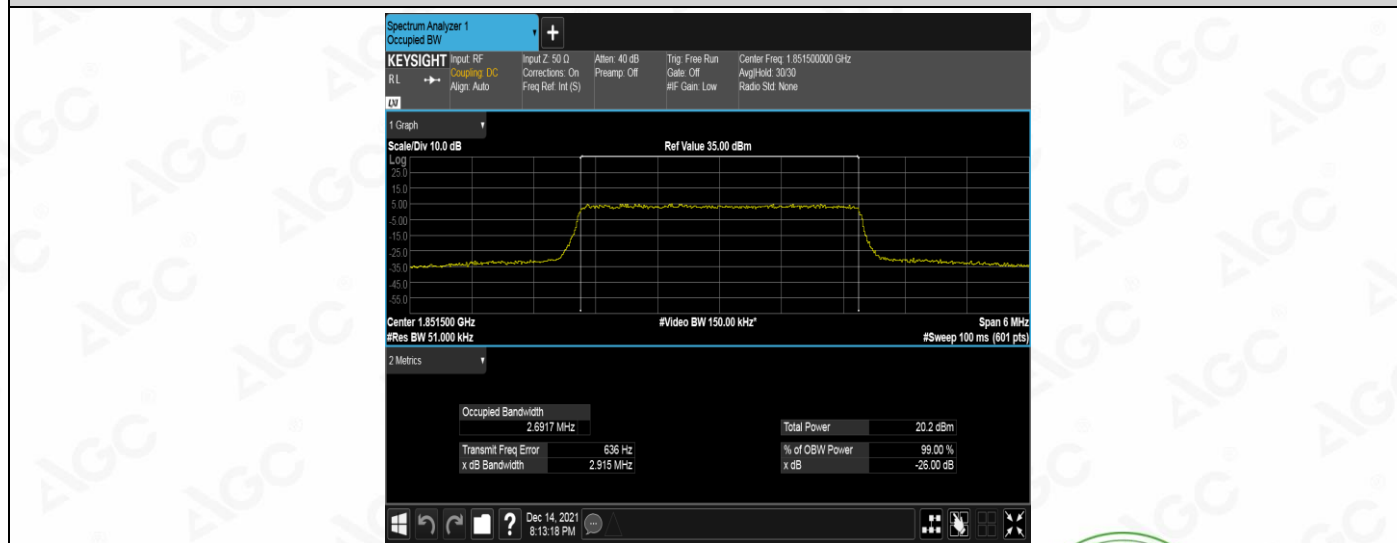 Spectrum Analyzer 1
Occupied BW
+
KEYSIGHT
R L
LXI
Input: RF
Coupling: DC
Align: Auto
Input Z: 50 Ω
Corrections: On
Freq Ref: Int (S)
Atten: 40 dB
Preamp: Off
Trig: Free Run
Gate: Off
#IF Gain: Low
Center Freq: 1.851500000 GHz
Avg|Hold: 30/30
Radio Std: None
1 Graph
Scale/Div 10.0 dB
Ref Value 35.00 dBm
Log
25.0
15.0
5.00
-5.00
-15.0
-25.0
-35.0
-45.0
-55.0
Center 1.851500 GHz
#Video BW 150.00 kHz*
Span 6 MHz
#Res BW 51.000 kHz
#Sweep 100 ms (601 pts)
2 Metrics
Occupied Bandwidth
2.6917 MHz
Total Power 20.2 dBm
Transmit Freq Error 636 Hz
% of OBW Power 99.00 %
x dB Bandwidth 2.915 MHz
x dB -26.00 dB
?
Dec 14, 2021
8:13:18 PM
AGC